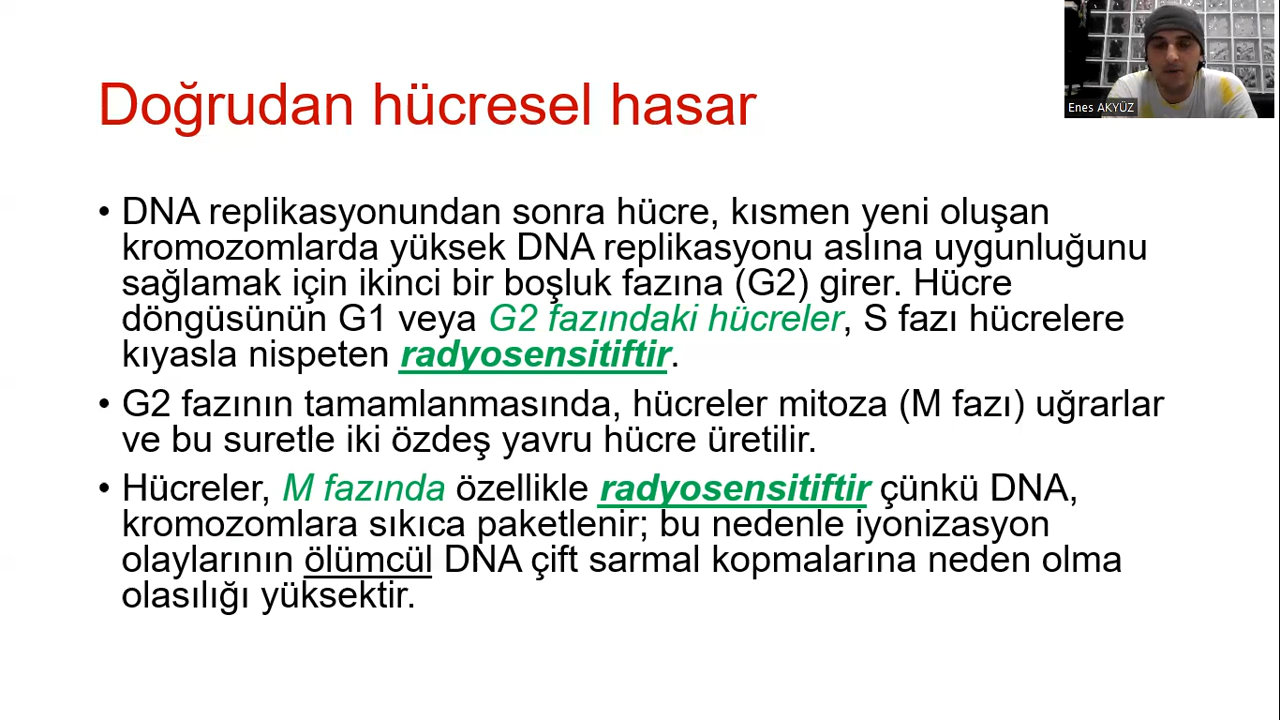 Enes AKYÜZ
Doğrudan hücresel hasar
• DNA replikasyonundan sonra hücre, kısmen yeni oluşan
kromozomlarda yüksek DNA replikasyonu aslına uygunluğunu
sağlamak için ikinci bir boşluk fazına (G2) girer. Hücre
döngüsünün G1 veya G2 fazındaki hücreler, S fazı hücrelere
kıyasla nispeten radyosensitiftir.
• G2 fazının tamamlanmasında, hücreler mitoza (M fazı) uğrarlar
ve bu suretle iki özdeş yavru hücre üretilir.
• Hücreler, M fazında özellikle radyosensitiftir çünkü DNA,
kromozomlara sıkıca paketlenir; bu nedenle iyonizasyon
olaylarının ölümcül DNA çift sarmal kopmalarına neden olma
olasılığı yüksektir.